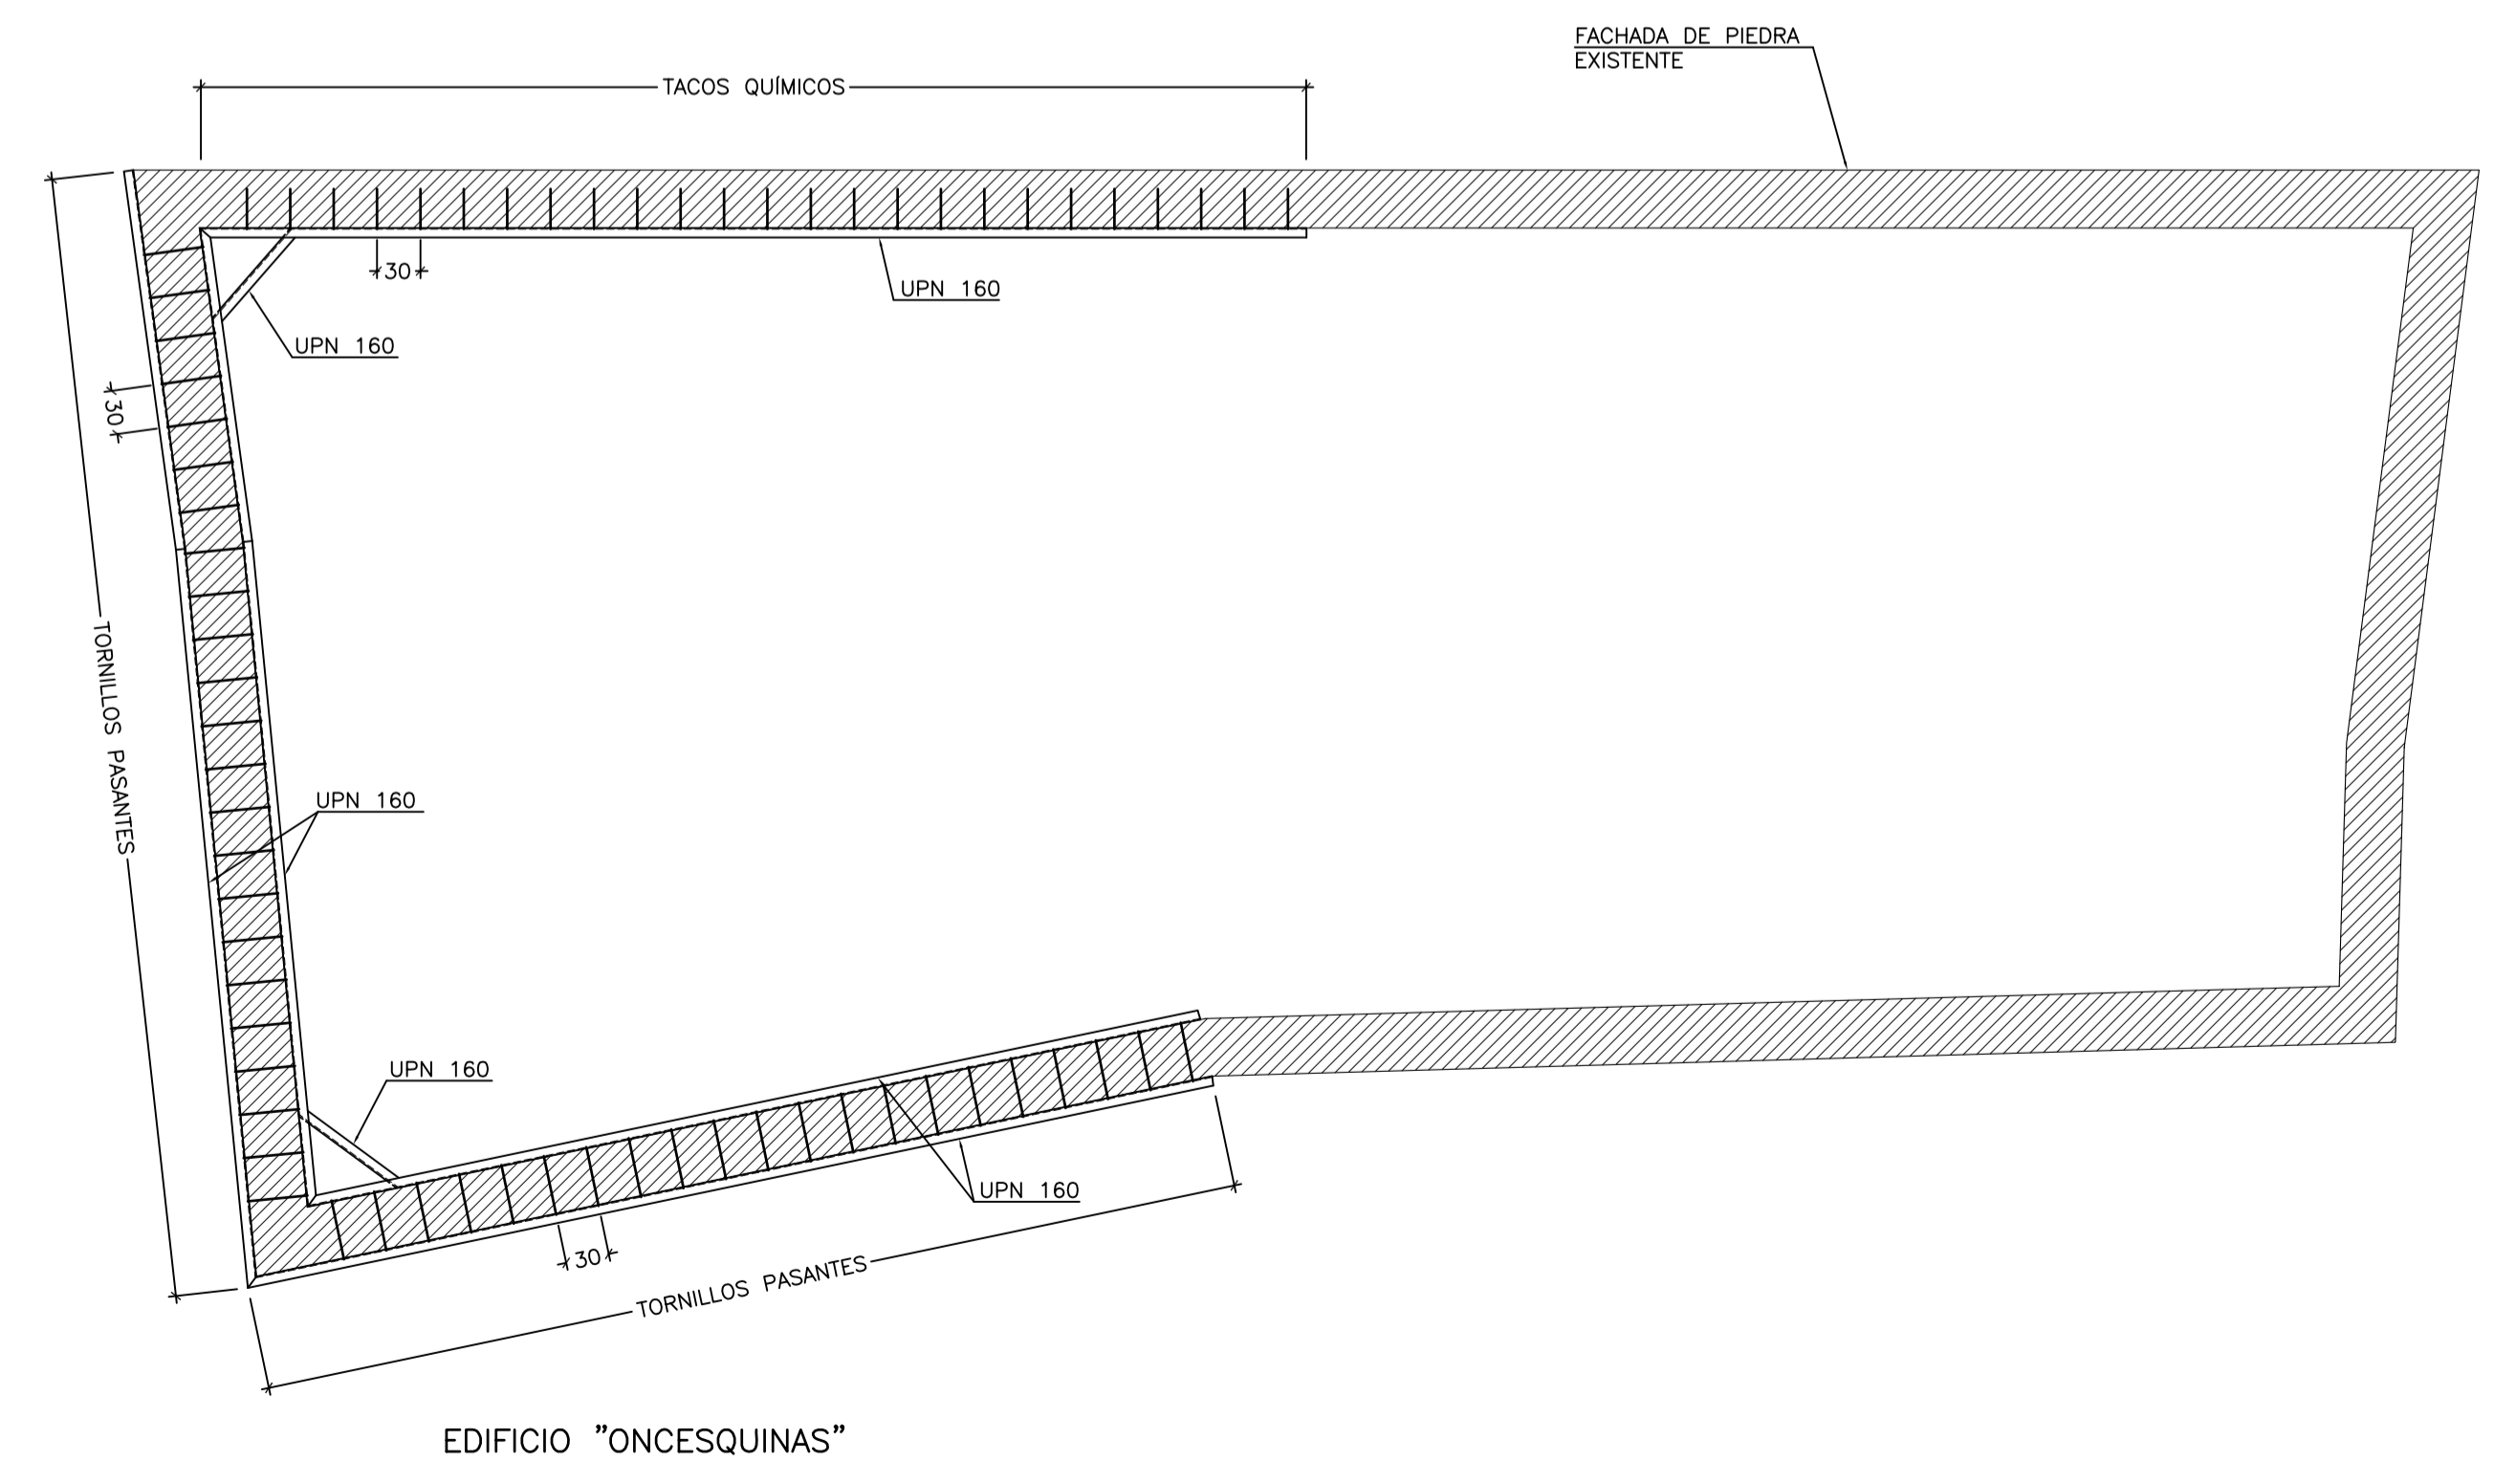 FACHADA DE PIEDRA
EXISTENTE
TACOS QUÍMICOS
30
UPN 160
UPN 160
30
TORNILLOS PASANTES
UPN 160
UPN 160
UPN 160
30
TORNILLOS PASANTES
EDIFICIO "ONCESQUINAS"